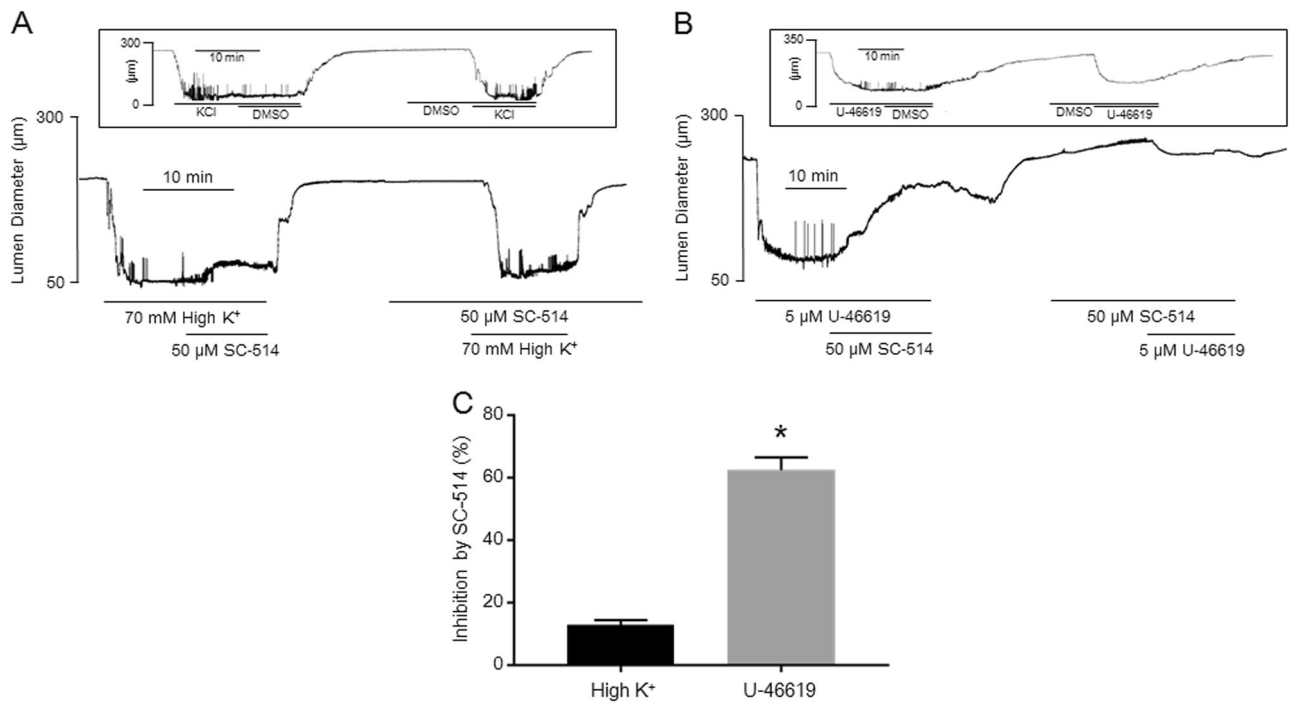 A
300
(µm)
0
10 min
KCl
DMSO
DMSO
KCl
300
Lumen Diameter (µm)
50
10 min
70 mM High K⁺
50 µM SC-514
50 µM SC-514
70 mM High K⁺
B
350
(µm)
0
10 min
U-46619
DMSO
DMSO
U-46619
300
Lumen Diameter (µm)
50
10 min
5 µM U-46619
50 µM SC-514
50 µM SC-514
5 µM U-46619
C
80
60
40
20
0
Inhibition by SC-514 (%)
*
High K⁺
U-46619